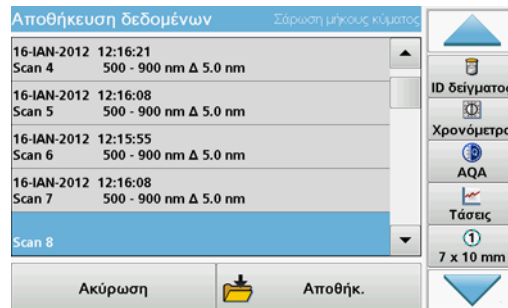 Αποθήκευση δεδομένων Σάρωση μήκους κύματος
16-ΙΑΝ-2012 12:16:21
Scan 4 500 - 900 nm Δ 5.0 nm
16-ΙΑΝ-2012 12:16:08
Scan 5 500 - 900 nm Δ 5.0 nm
16-ΙΑΝ-2012 12:15:55
Scan 6 500 - 900 nm Δ 5.0 nm
16-ΙΑΝ-2012 12:16:08
Scan 7 500 - 900 nm Δ 5.0 nm
Scan 8
Ακύρωση
Αποθήκ.
ID δείγματος
Χρονόμετρο
AQA
Τάσεις
1
7 x 10 mm